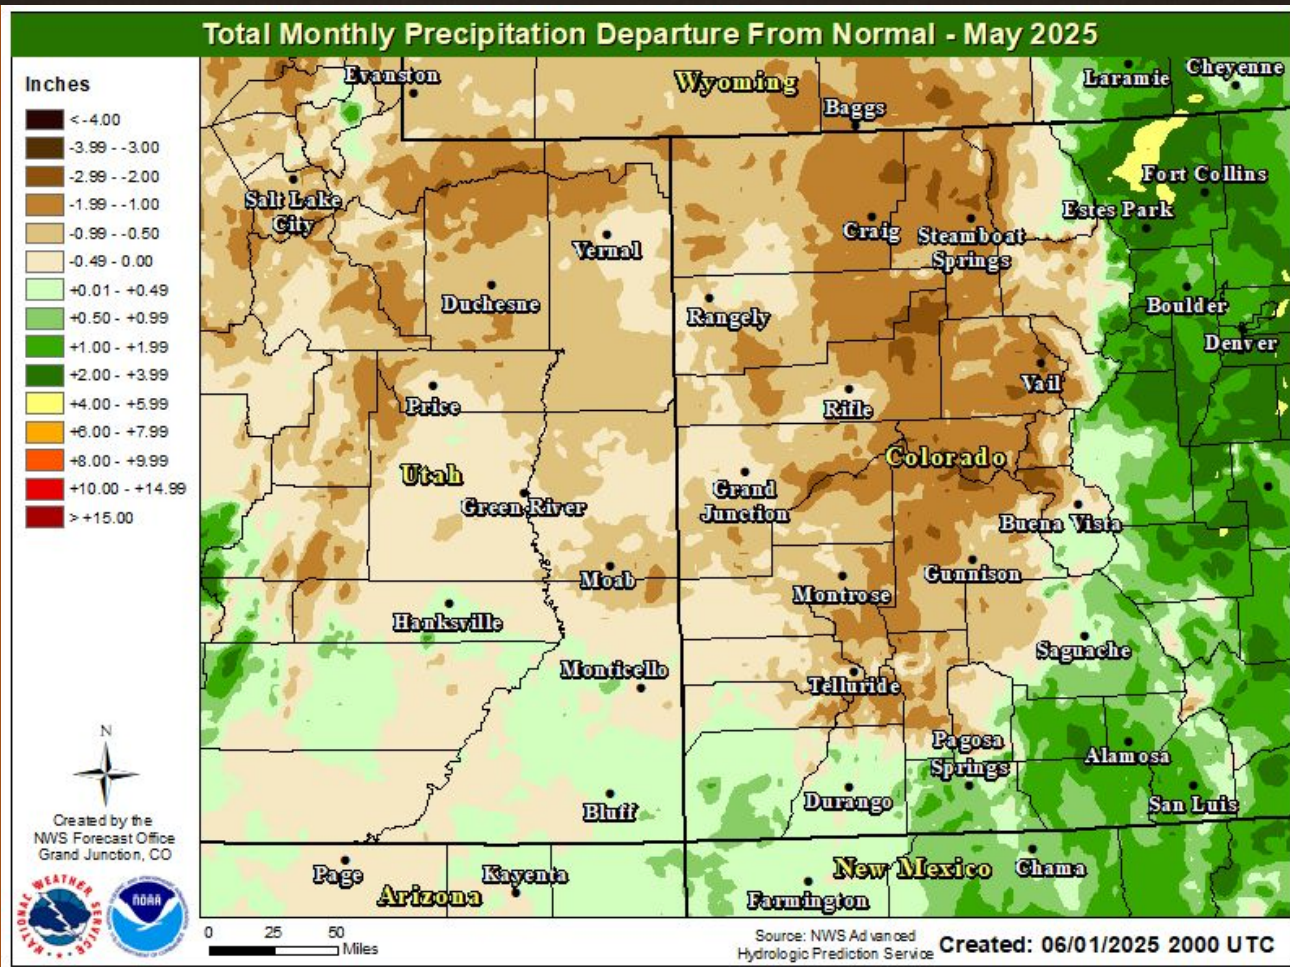 Total Monthly Precipitation Departure From Normal - May 2025
Inches
< -4.00
-3.99 - -3.00
-2.99 - -2.00
-1.99 - -1.00
-0.99 - -0.50
-0.49 - 0.00
+0.01 - +0.49
+0.50 - +0.99
+1.00 - +1.99
+2.00 - +3.99
+4.00 - +5.99
+6.00 - +7.99
+8.00 - +9.99
+10.00 - +14.99
> +15.00
Evanston
Wyoming
Laramie
Cheyenne
Baggs
Fort Collins
Salt Lake
City
Estes Park
Vernal
Craig
Steamboat
Springs
Duchesne
Rangely
Boulder
Denver
Price
Rifle
Vail
Utah
Colorado
Green River
Grand
Junction
Buena Vista
Moab
Montrose
Gunnison
Hanksville
Saguache
Monticello
Telluride
Pagosa
Springs
Alamosa
Bluff
Durango
San Luis
Page
Kayenta
Arizona
New Mexico
Chama
Farmington
N
Created by the
NWS Forecast Office
Grand Junction, CO
NATIONAL WEATHER SERVICE
NOAA
0 25 50
Miles
Source: NWS Advanced
Hydrologic Prediction Service
Created: 06/01/2025 2000 UTC